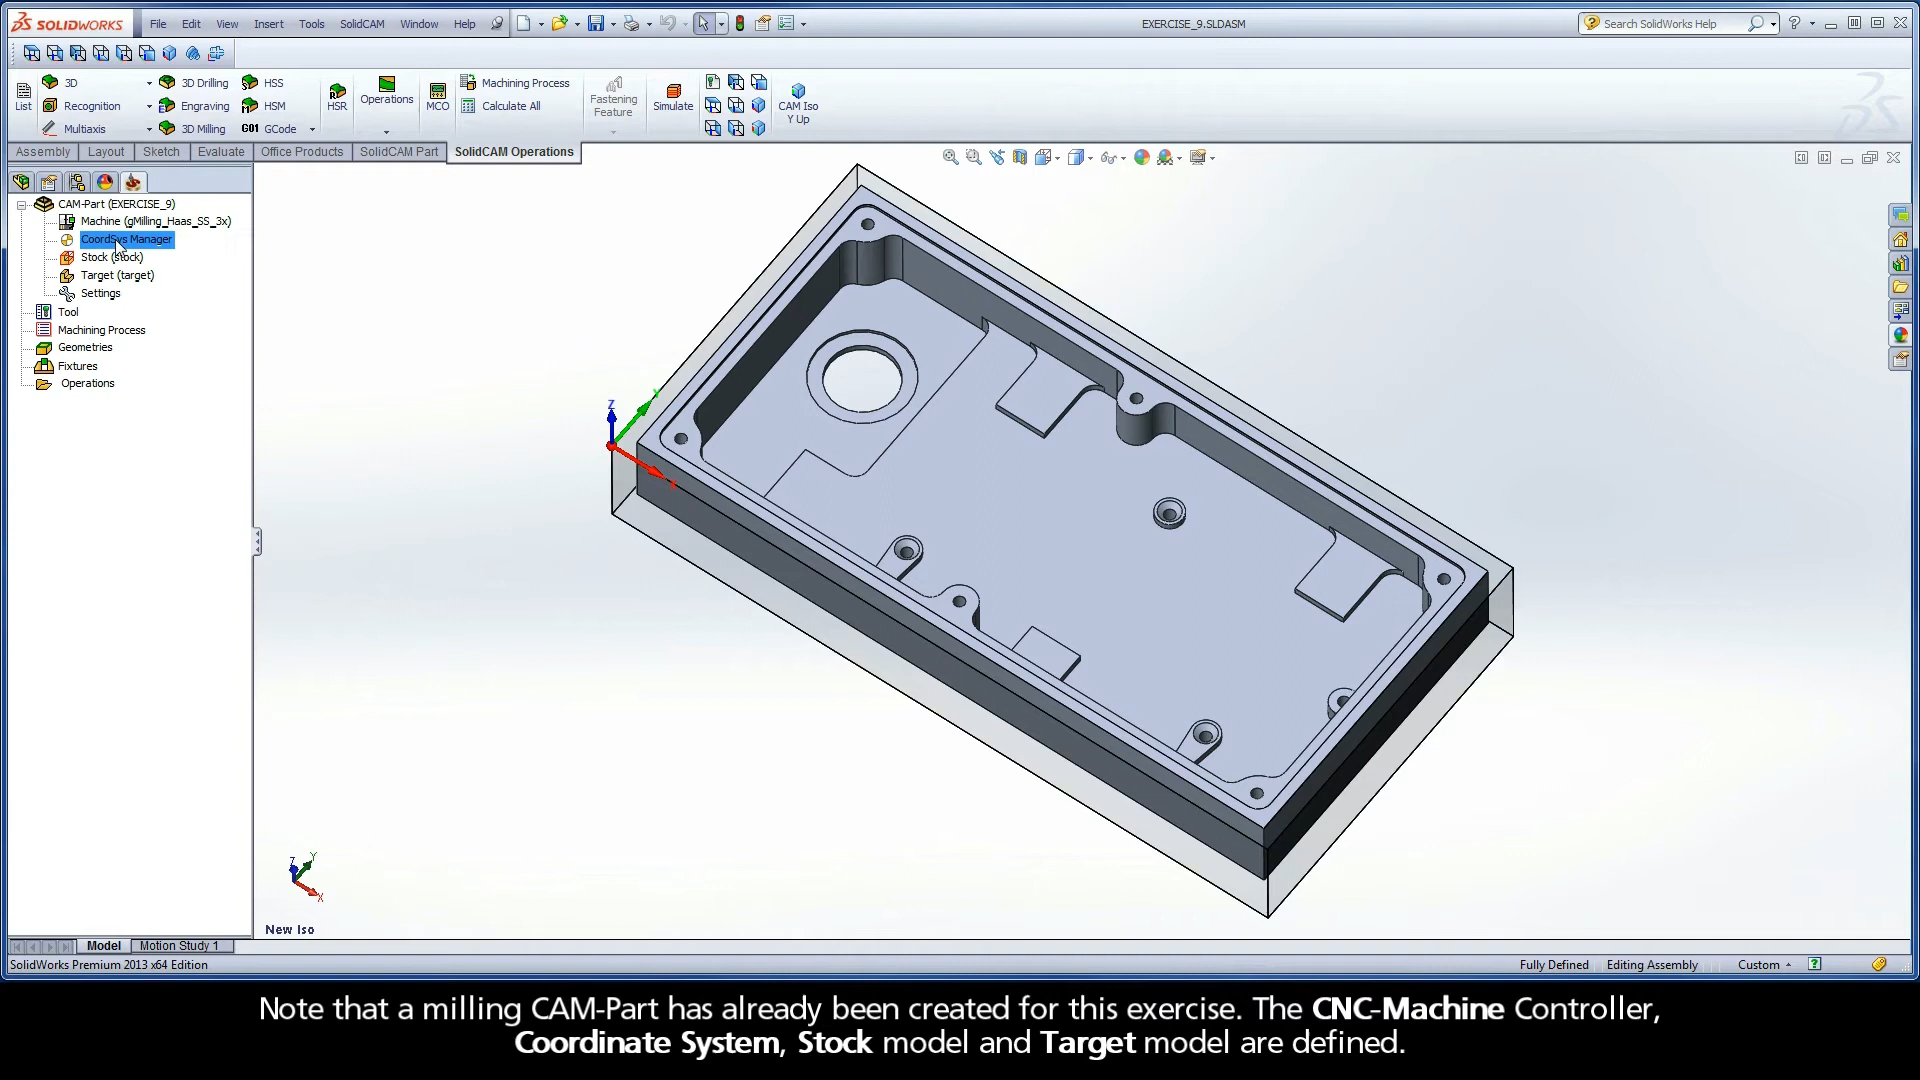 SOLIDWORKS File Edit View Insert Tools SolidCAM Window Help EXERCISE_9.SLDASM Search SolidWorks Help
List
3D 3D Drilling HSS
Recognition Engraving HSM
Multiaxis 3D Milling G01 GCode
HSR
Operations
MCO
Machining Process
Calculate All
Fastening
Feature
Simulate
CAM Iso
Y Up
Assembly Layout Sketch Evaluate Office Products SolidCAM Part SolidCAM Operations
CAM-Part (EXERCISE_9)
Machine (gMilling_Haas_SS_3x)
CoordSys Manager
Stock (stock)
Target (target)
Settings
Tool
Machining Process
Geometries
Fixtures
Operations
Z
Z Y
X
New Iso
Model Motion Study 1
SolidWorks Premium 2013 x64 Edition Fully Defined Editing Assembly Custom
Note that a milling CAM-Part has already been created for this exercise. The CNC-Machine Controller,
Coordinate System, Stock model and Target model are defined.